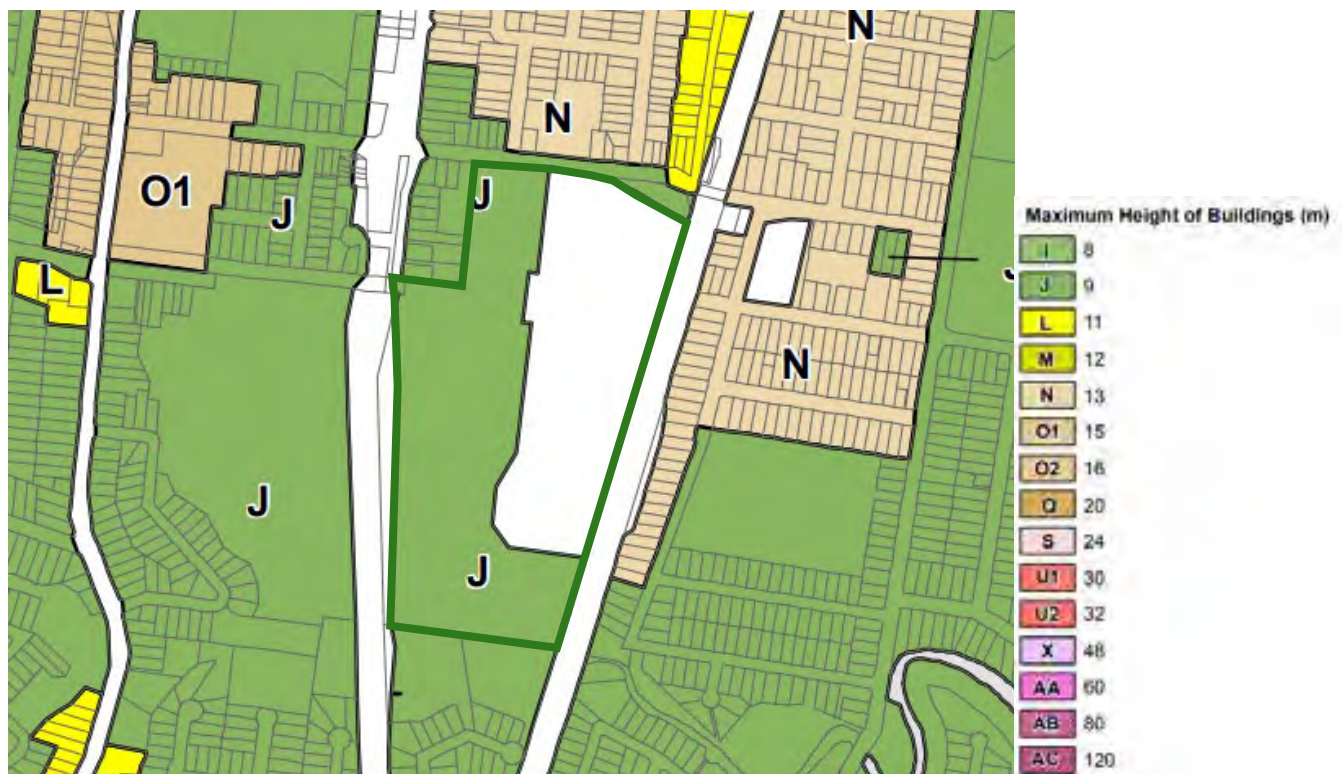 N
N
O1
J
J
L
J
N
J
J
Maximum Height of Buildings (m)
I 8
J 9
L 11
M 12
N 13
O1 15
O2 16
Q 20
S 24
U1 30
U2 32
X 48
AA 60
AB 80
AC 120